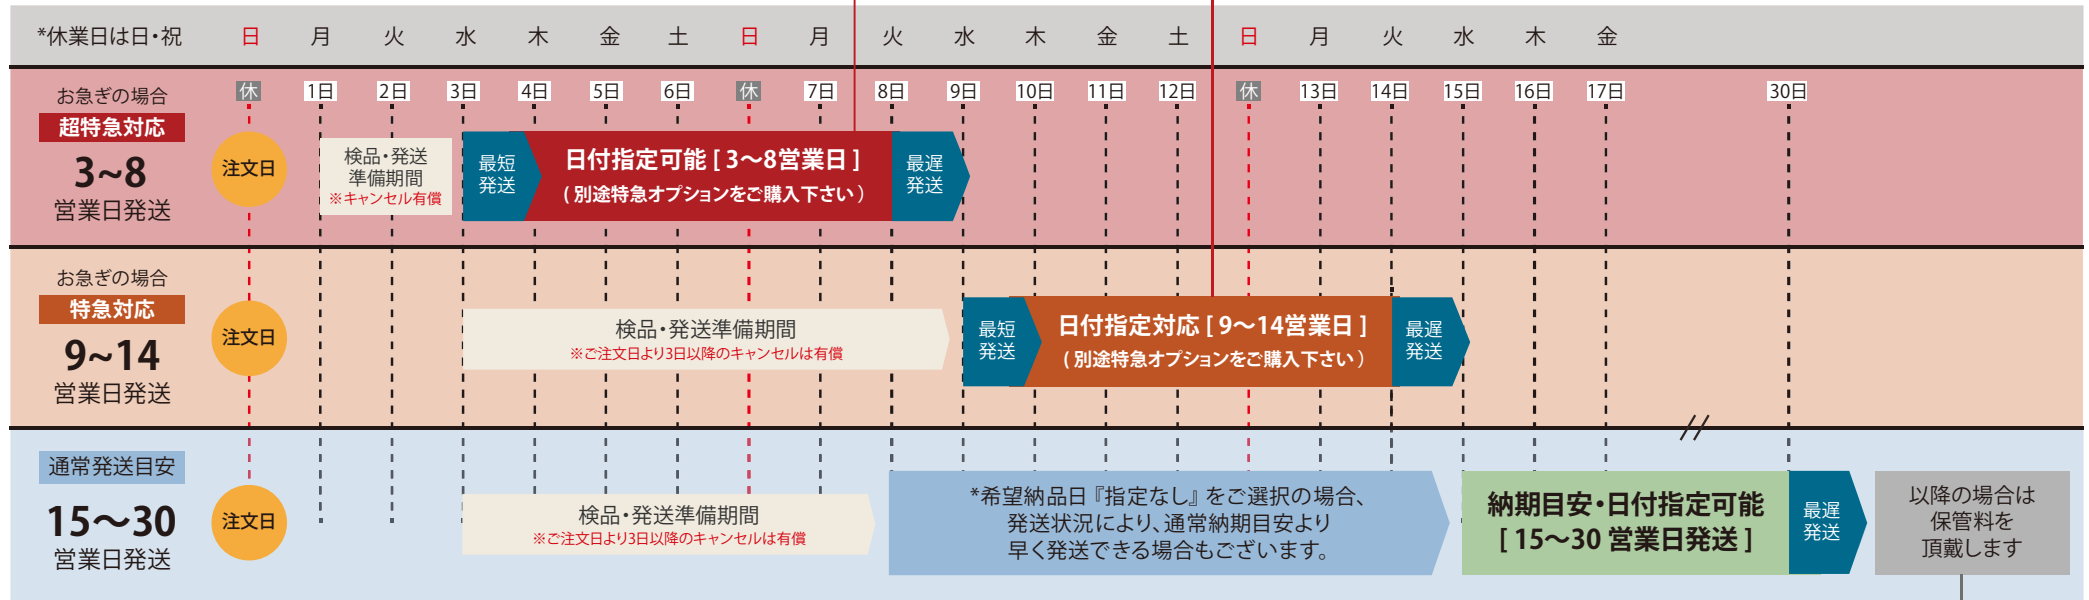 *休業日は日・祝 日 月 火 水 木 金 土 日 月 火 水 木 金 土 日 月 火 水 木 金
休 1日 2日 3日 4日 5日 6日 休 7日 8日 9日 10日 11日 12日 休 13日 14日 15日 16日 17日 30日
お急ぎの場合
超特急対応
3~8
営業日発送
注文日
検品・発送
準備期間
※キャンセル有償
最短
発送
日付指定可能 [ 3〜8営業日 ]
( 別途特急オプションをご購入下さい )
最遅
発送
お急ぎの場合
特急対応
9~14
営業日発送
注文日
検品・発送準備期間
※ご注文日より3日以降のキャンセルは有償
最短
発送
日付指定対応 [ 9〜14営業日 ]
( 別途特急オプションをご購入下さい )
最遅
発送
通常発送目安
15〜30
営業日発送
注文日
検品・発送準備期間
※ご注文日より3日以降のキャンセルは有償
*希望納品日『指定なし』をご選択の場合、
発送状況により、通常納期目安より
早く発送できる場合もございます。
納期目安・日付指定可能
[ 15〜30 営業日発送 ]
最遅
発送
以降の場合は
保管料を
頂戴します